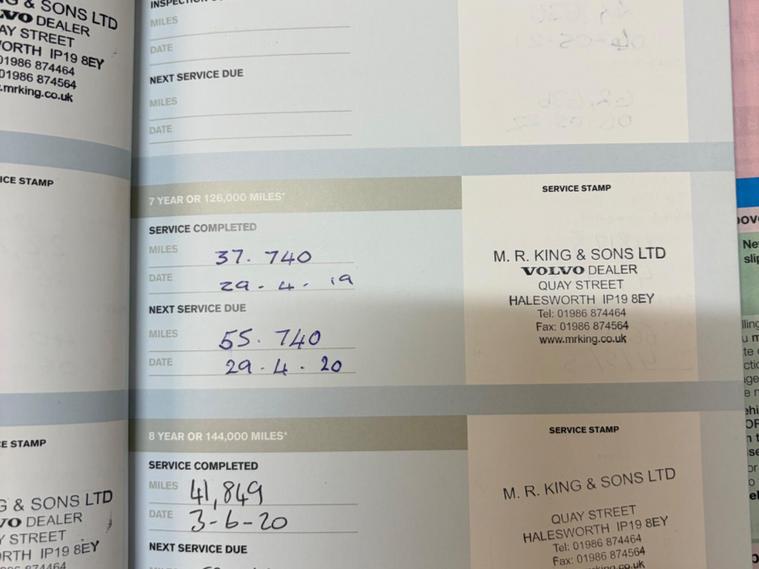 G & SONS LTD
VOLVO DEALER
AY STREET
ORTH IP19 8EY
01986 874464
01986 874564
.mrking.co.uk
ICE STAMP
E STAMP
G & SONS LTD
VO DEALER
Y STREET
RTH IP19 8EY
MILES
DATE
NEXT SERVICE DUE
MILES
DATE
7 YEAR OR 126,000 MILES*
SERVICE COMPLETED
MILES 37.740
DATE 29-4-19
NEXT SERVICE DUE
MILES 55.740
DATE 29.4.20
SERVICE STAMP
M. R. KING & SONS LTD
VOLVO DEALER
QUAY STREET
HALESWORTH IP19 8EY
Tel: 01986 874464
Fax: 01986 874564
www.mrking.co.uk
8 YEAR OR 144,000 MILES*
SERVICE COMPLETED
MILES 41,849
DATE 3-6-20
NEXT SERVICE DUE
SERVICE STAMP
M. R. KING & SONS LTD
QUAY STREET
HALESWORTH IP19 8EY
Tel: 01986 874464
Fax: 01986 874564